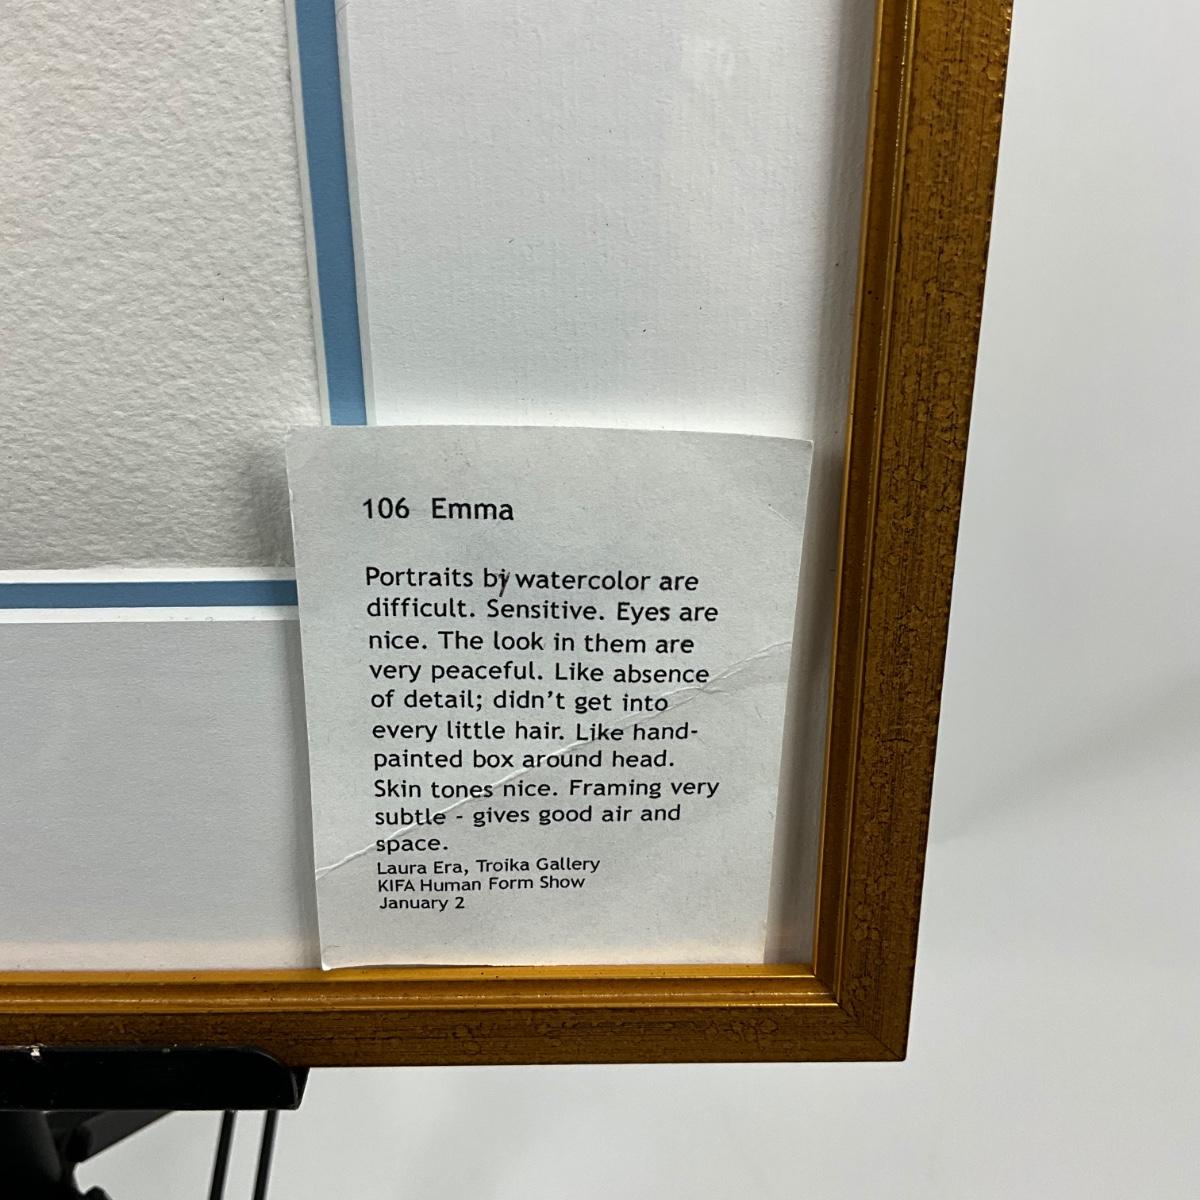 106 Emma
Portraits by watercolor are
difficult. Sensitive. Eyes are
nice. The look in them are
very peaceful. Like absence
of detail; didn't get into
every little hair. Like hand-
painted box around head.
Skin tones nice. Framing very
subtle - gives good air and
space.
Laura Era, Troika Gallery
KIFA Human Form Show
January 2